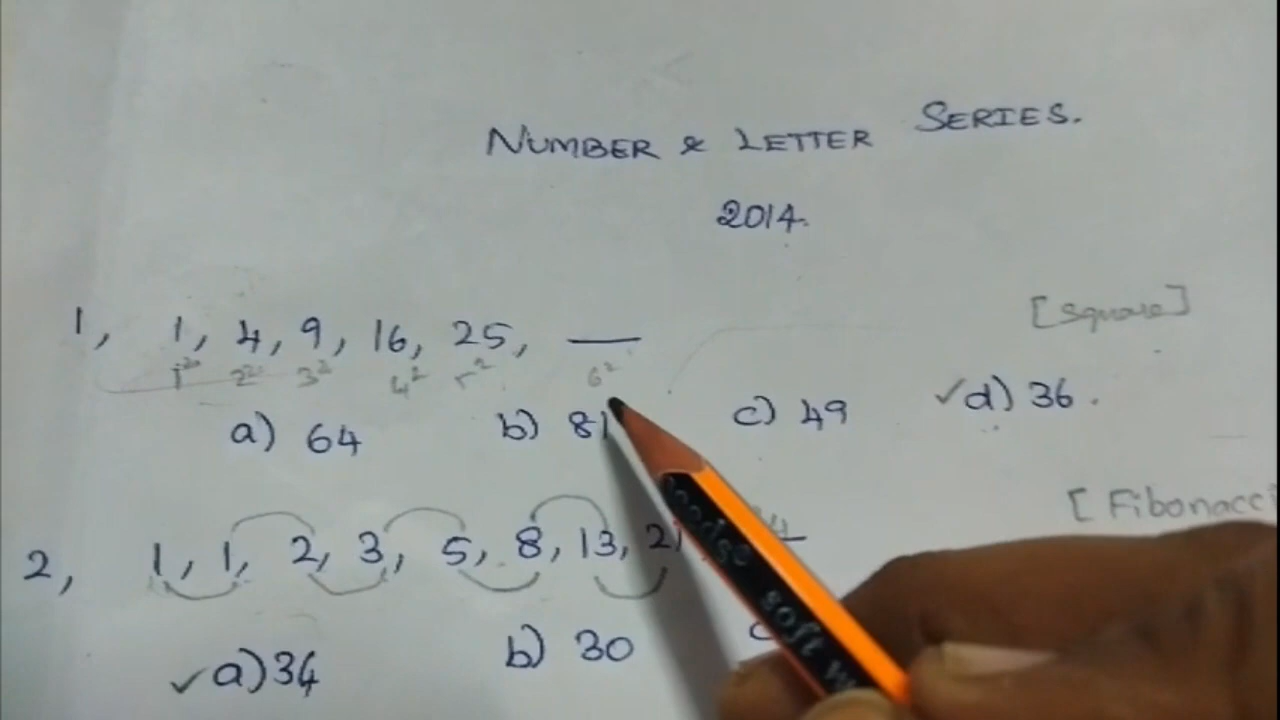 NUMBER & LETTER SERIES.
2014.
1, 1, 4, 9, 16, 25, ___ [Square]
1² 2² 3² 4² 5² 6²
a) 64 b) 81 c) 49 ✓d) 36.
[Fibonacci
2, 1, 1, 2, 3, 5, 8, 13, 21
✓a) 34 b) 30 c
soft